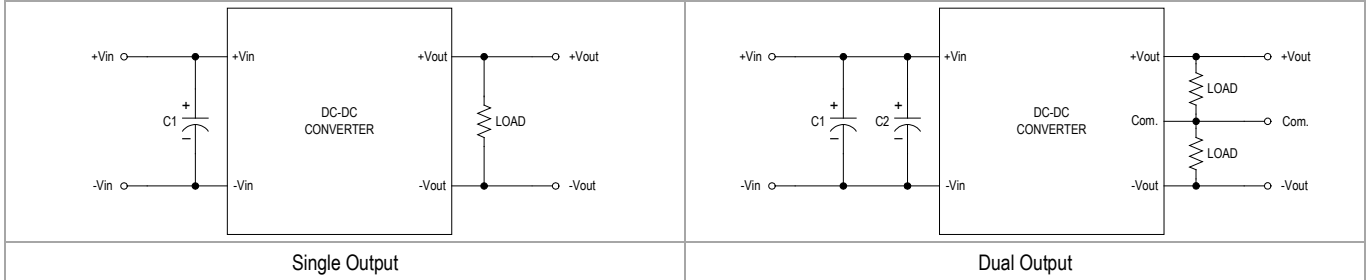 +Vin +Vin +Vout +Vout
+
C1
DC-DC
CONVERTER
LOAD
–
-Vin -Vin -Vout -Vout
Single Output
+Vin +Vin +Vout +Vout
LOAD
+ +
C1 C2
DC-DC
CONVERTER
Com. Com.
– –
LOAD
-Vin -Vin -Vout -Vout
Dual Output